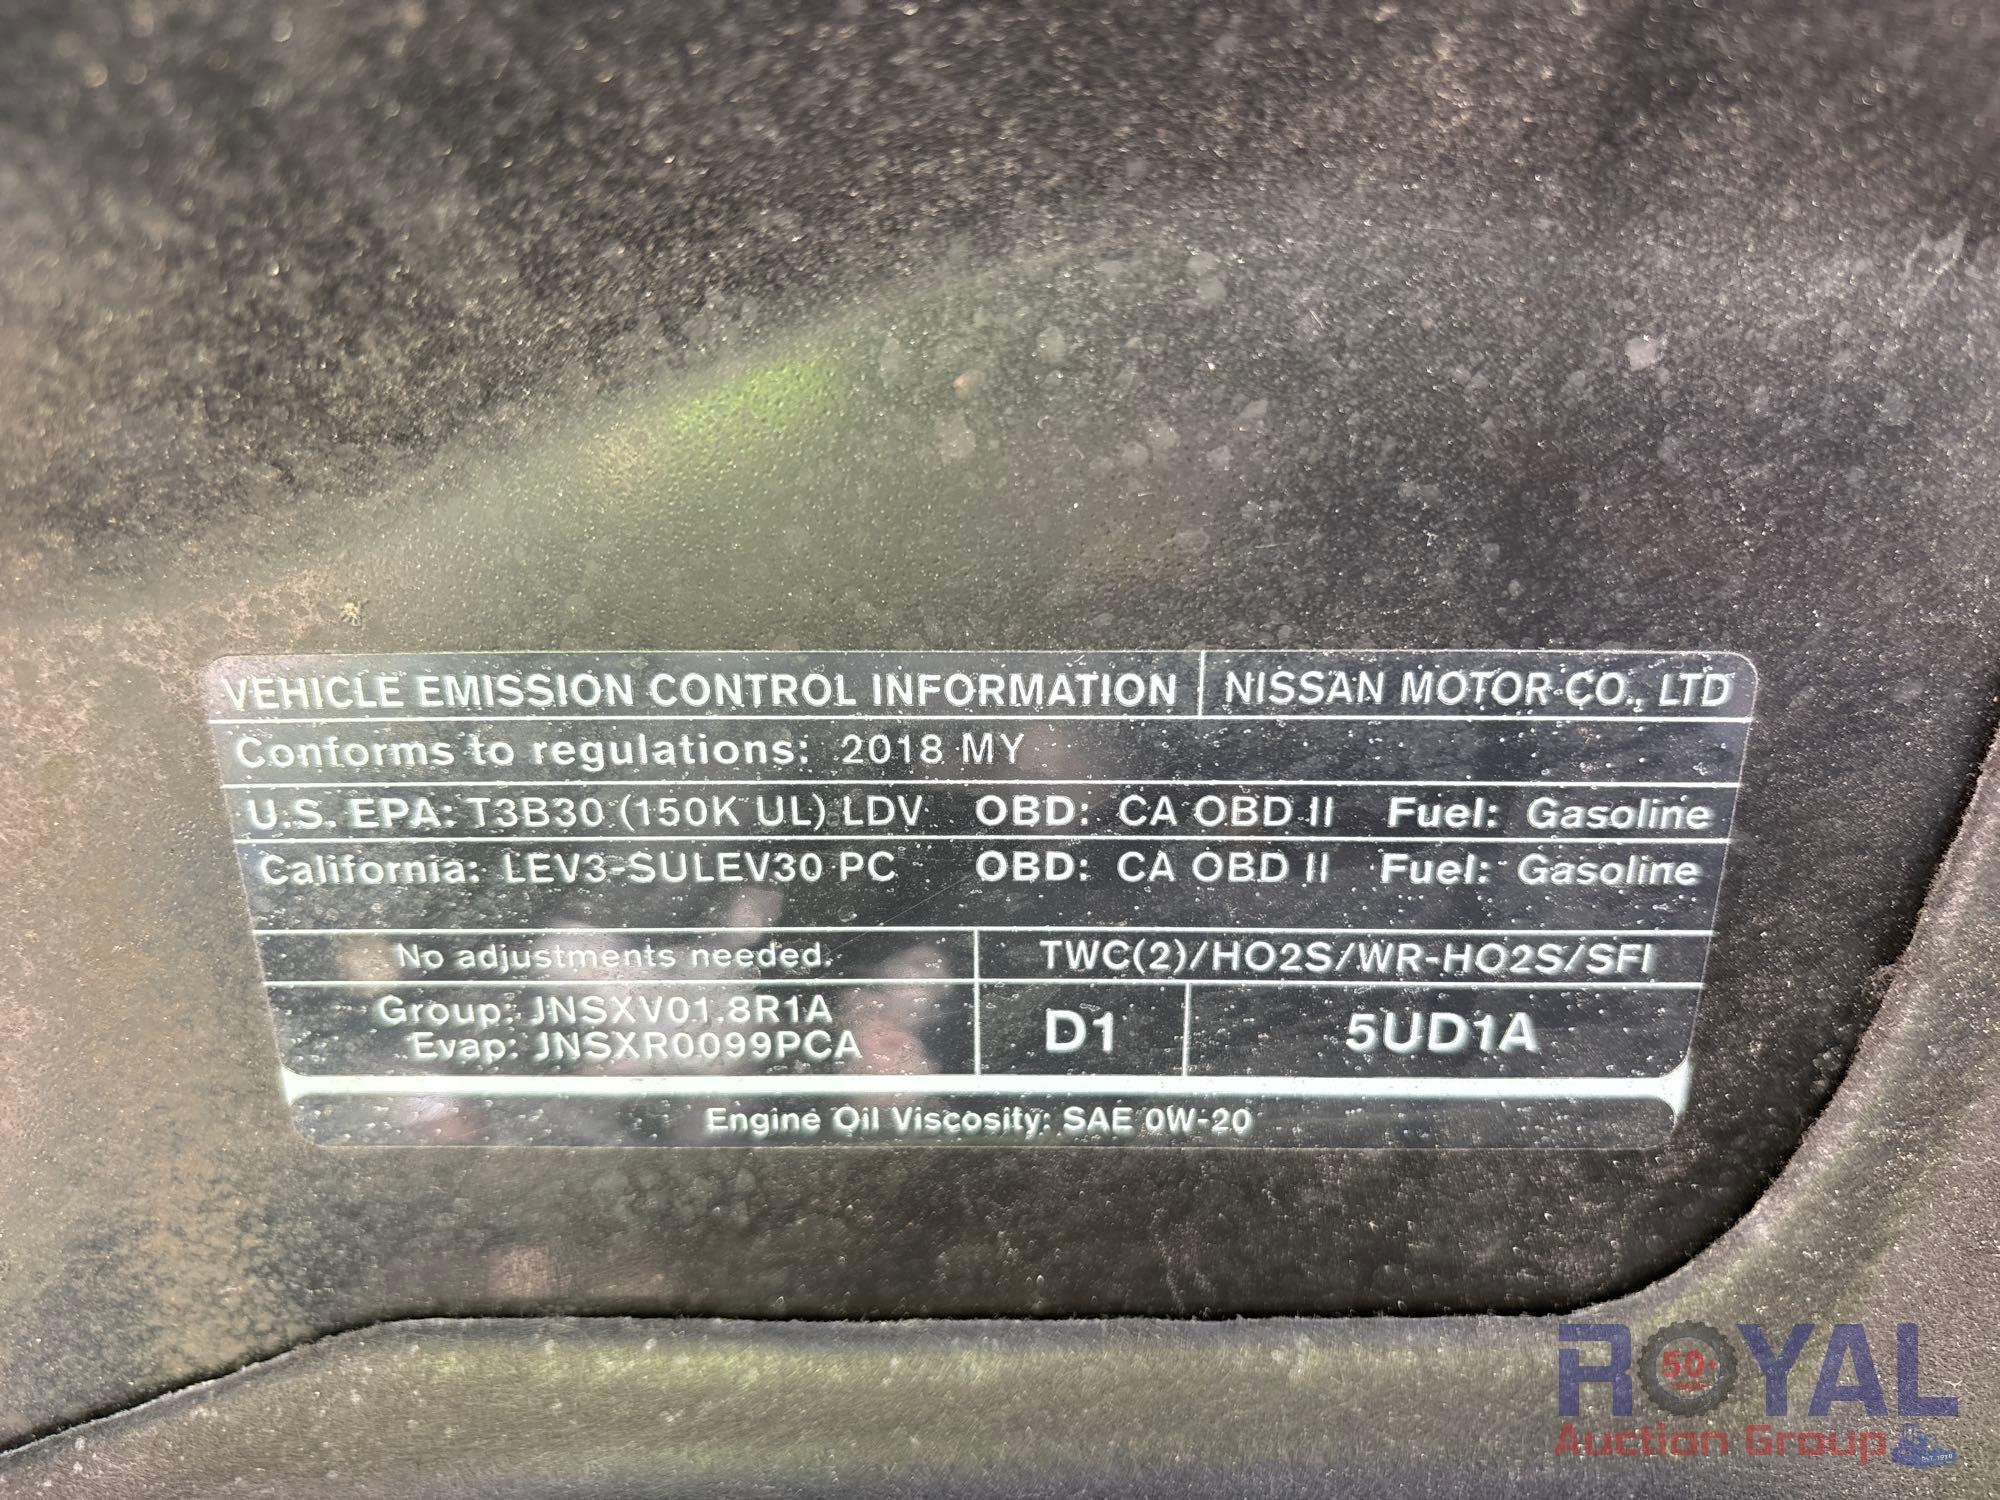 VEHICLE EMISSION CONTROL INFORMATION NISSAN MOTOR CO., LTD
Conforms to regulations: 2018 MY
U.S. EPA: T3B30 (150K UL) LDV OBD: CA OBD II Fuel: Gasoline
California: LEV3-SULEV30 PC OBD: CA OBD II Fuel: Gasoline
No adjustments needed. TWC(2)/HO2S/WR-HO2S/SFI
Group: JNSXV01.8R1A
Evap: JNSXR0099PCA
D1 5UD1A
Engine Oil Viscosity: SAE 0W-20
ROYAL
50+
Auction Group
EST. 1970